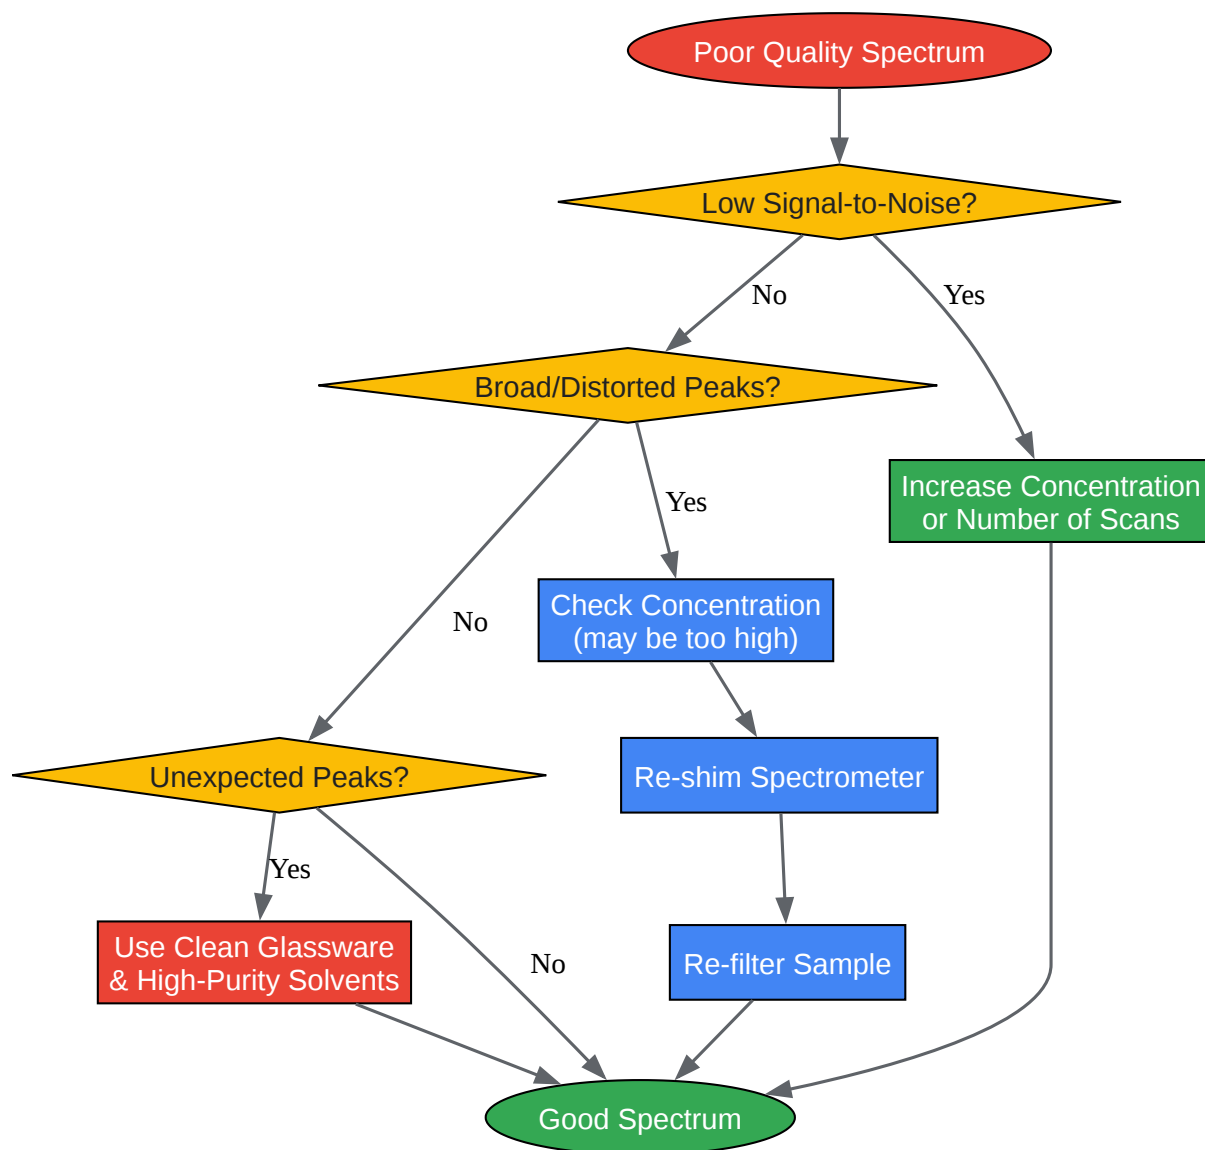 Poor Quality Spectrum
Low Signal-to-Noise?
No
Yes
Broad/Distorted Peaks?
Increase Concentration
or Number of Scans
Yes
No
Check Concentration
(may be too high)
Unexpected Peaks?
Re-shim Spectrometer
Yes
Use Clean Glassware
& High-Purity Solvents
No
Re-filter Sample
Good Spectrum